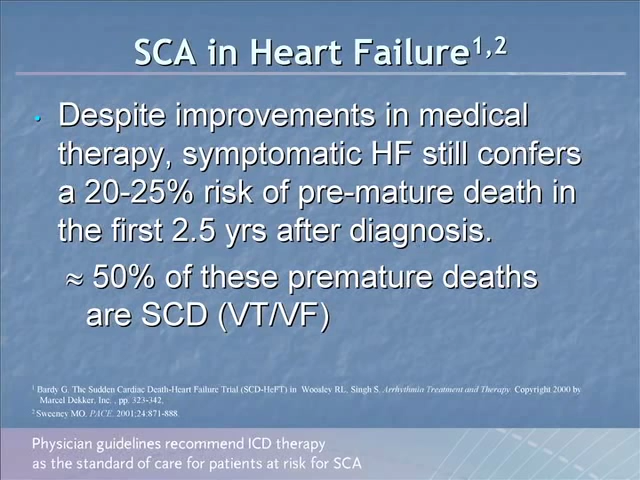 SCA in Heart Failure1,2
• Despite improvements in medical
therapy, symptomatic HF still confers
a 20-25% risk of pre-mature death in
the first 2.5 yrs after diagnosis.
≈ 50% of these premature deaths
are SCD (VT/VF)
1 Bardy G. The Sudden Cardiac Death-Heart Failure Trial (SCD-HeFT) in Wooaley RL, Singh S. Arrhythmia Treatment and Therapy. Copyright 2000 by
Marcel Dekker, Inc. , pp. 323-342.
2 Sweeney MO. PACE. 2001;24:871-888.
Physician guidelines recommend ICD therapy
as the standard of care for patients at risk for SCA